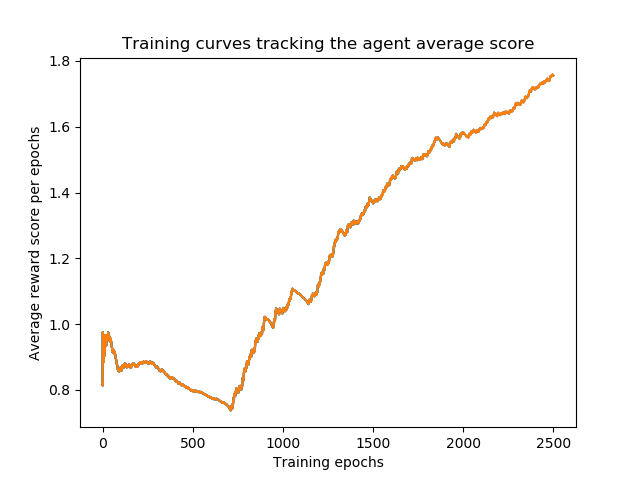 Training curves tracking the agent average score
1.8
1.6
1.4
1.2
1.0
0.8
Average reward score per epochs
0 500 1000 1500 2000 2500
Training epochs